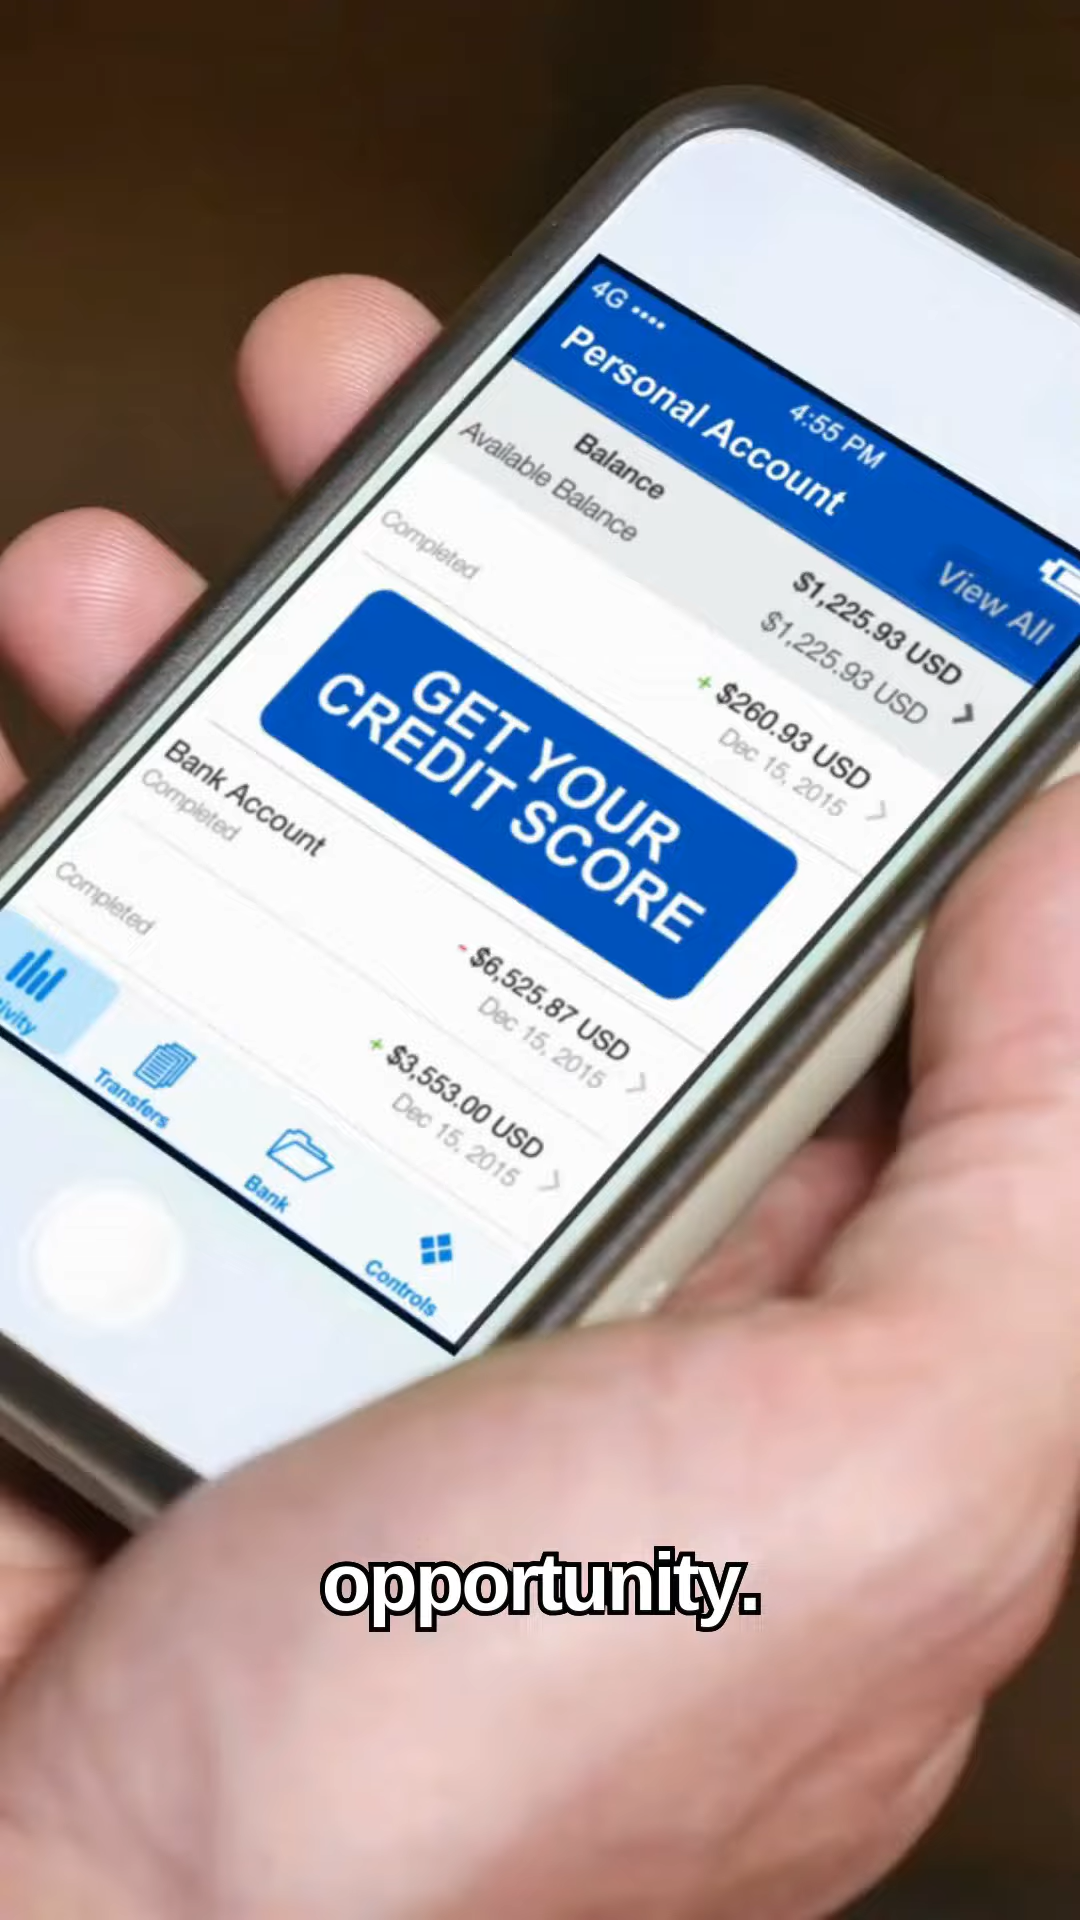 4G
4:55 PM
Personal Account
View All
Balance
$1,225.93 USD
Available Balance
$1,225.93 USD
+ $260.93 USD
Completed
Dec 15, 2015
GET YOUR
CREDIT SCORE
Bank Account
- $6,525.87 USD
Completed
Dec 15, 2015
+ $3,553.00 USD
Completed
Dec 15, 2015
Transfers
Bank
Controls
opportunity.